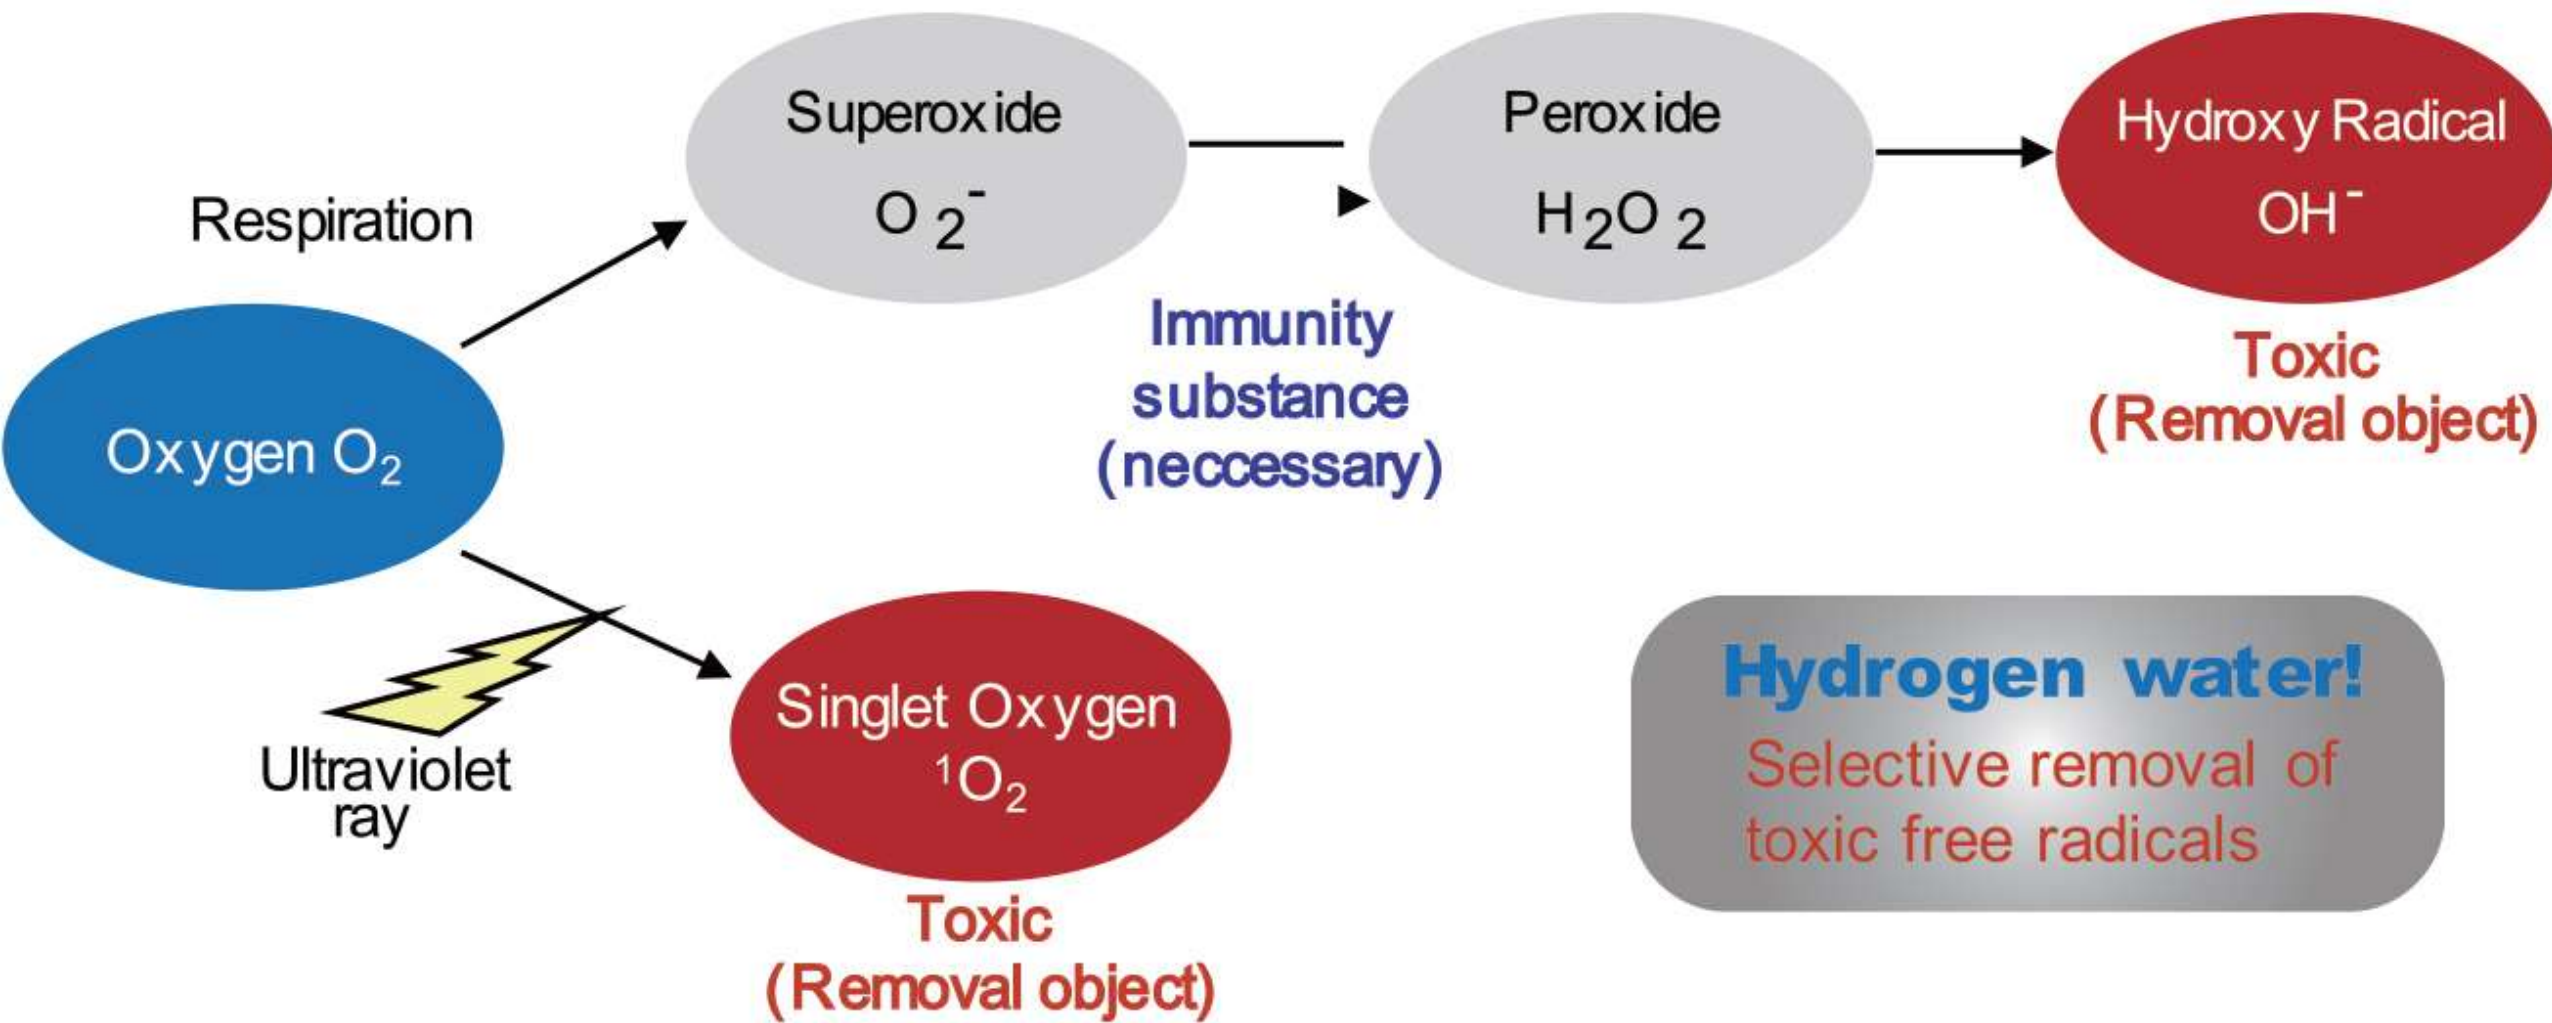 Superoxide
O2⁻
Peroxide
H2O2
Hydroxy Radical
OH⁻
Respiration
Immunity
substance
(neccessary)
Toxic
(Removal object)
Oxygen O₂
Ultraviolet
ray
Singlet Oxygen
¹O₂
Toxic
(Removal object)
Hydrogen water!
Selective removal of
toxic free radicals